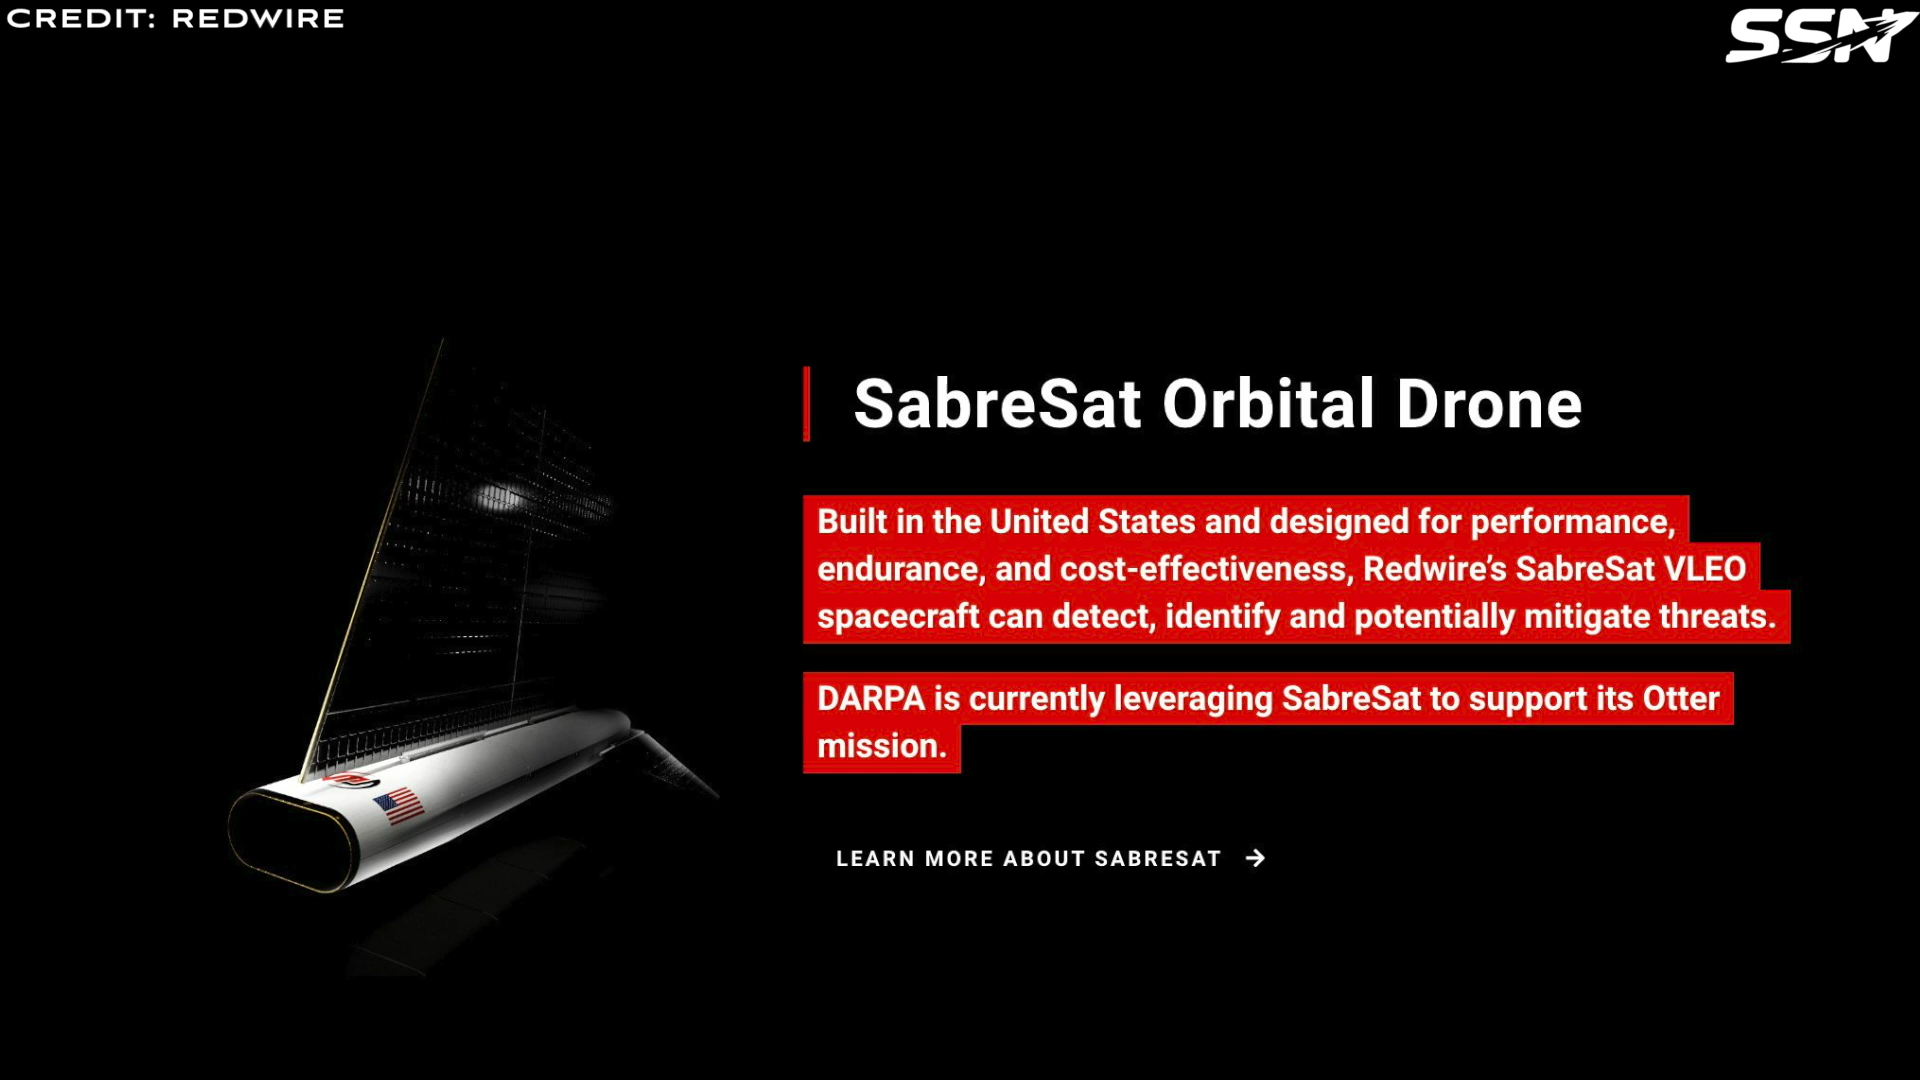 CREDIT: REDWIRE
SSN
SabreSat Orbital Drone
Built in the United States and designed for performance,
endurance, and cost-effectiveness, Redwire’s SabreSat VLEO
spacecraft can detect, identify and potentially mitigate threats.
DARPA is currently leveraging SabreSat to support its Otter
mission.
LEARN MORE ABOUT SABRESAT